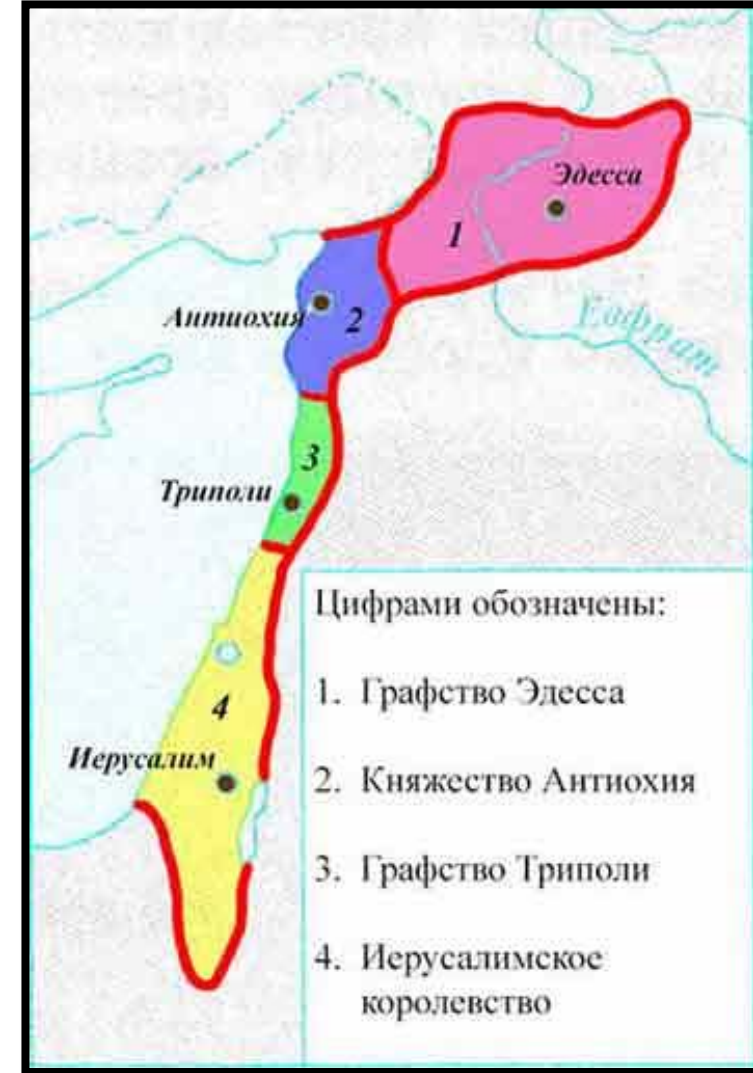 Эдесса
1
Антиохия
2
Евфрат
3
Триполи
4
Иерусалим
Цифрами обозначены:
1. Графство Эдесса
2. Княжество Антиохия
3. Графство Триполи
4. Иерусалимское
королевство